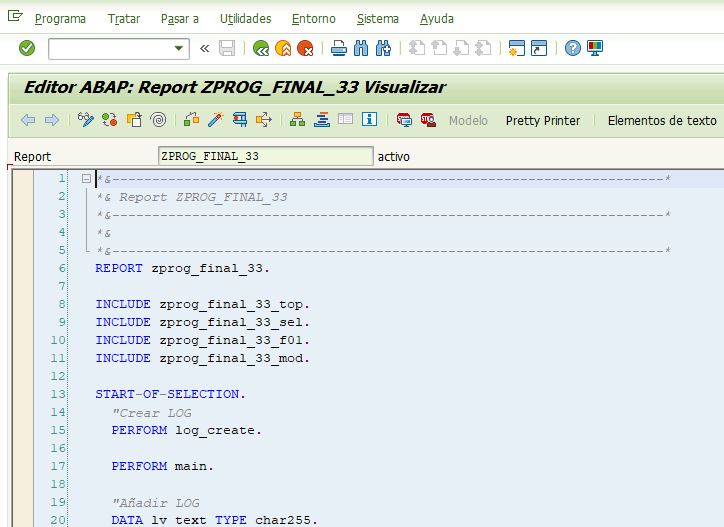 Programa Tratar Pasar a Utilidades Entorno Sistema Ayuda
Editor ABAP: Report ZPROG_FINAL_33 Visualizar
Modelo Pretty Printer Elementos de texto
Report ZPROG_FINAL_33 activo
1 *&---------------------------------------------------------------------*
2 *& Report ZPROG_FINAL_33
3 *&---------------------------------------------------------------------*
4 *&
5 *&---------------------------------------------------------------------*
6 REPORT zprog_final_33.
7
8 INCLUDE zprog_final_33_top.
9 INCLUDE zprog_final_33_sel.
10 INCLUDE zprog_final_33_f01.
11 INCLUDE zprog_final_33_mod.
12
13 START-OF-SELECTION.
14 "Crear LOG
15 PERFORM log_create.
16
17 PERFORM main.
18
19 "Añadir LOG
20 DATA lv_text TYPE char255.